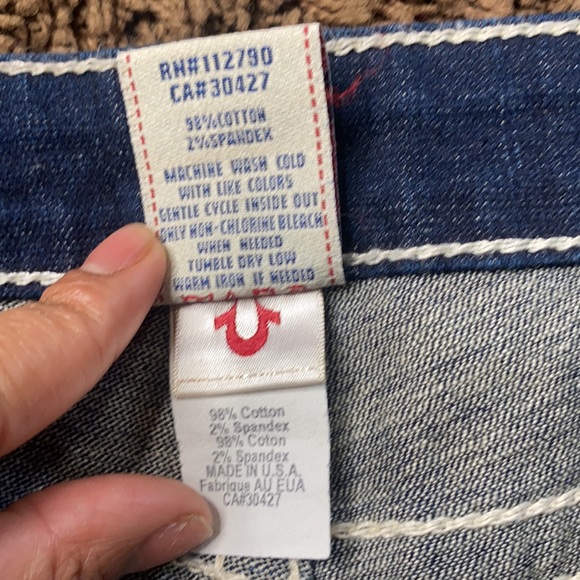 RN#112790
CA#30427
98%COTTON
2%SPANDEX
MACHINE WASH COLD
WITH LIKE COLORS
GENTLE CYCLE INSIDE OUT
ONLY NON-CHLORINE BLEACH
WHEN NEEDED
TUMBLE DRY LOW
WARM IRON IF NEEDED
98% Cotton
2% Spandex
98% Coton
2% Spandex
MADE IN U.S.A.
Fabrique AU EUA
CA#30427